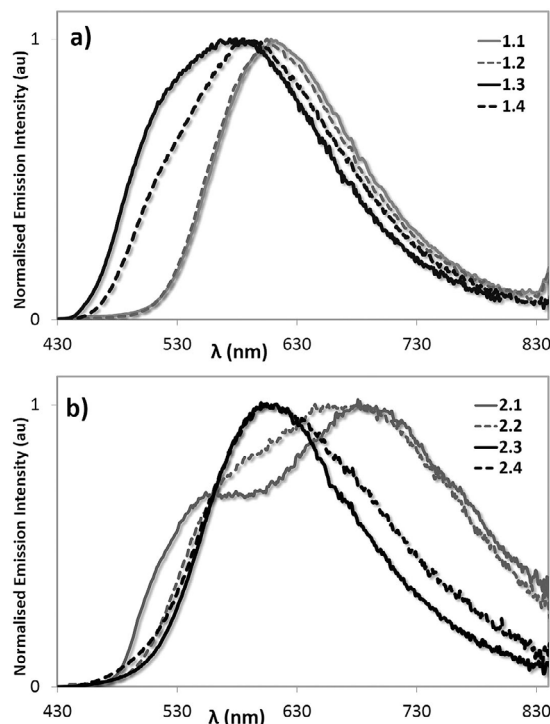 a)
Normalised Emission Intensity (au)
1
0
1.1
1.2
1.3
1.4
430 530 630 730 830
λ (nm)
b)
Normalised Emission Intensity (au)
1
0
2.1
2.2
2.3
2.4
430 530 630 730 830
λ (nm)